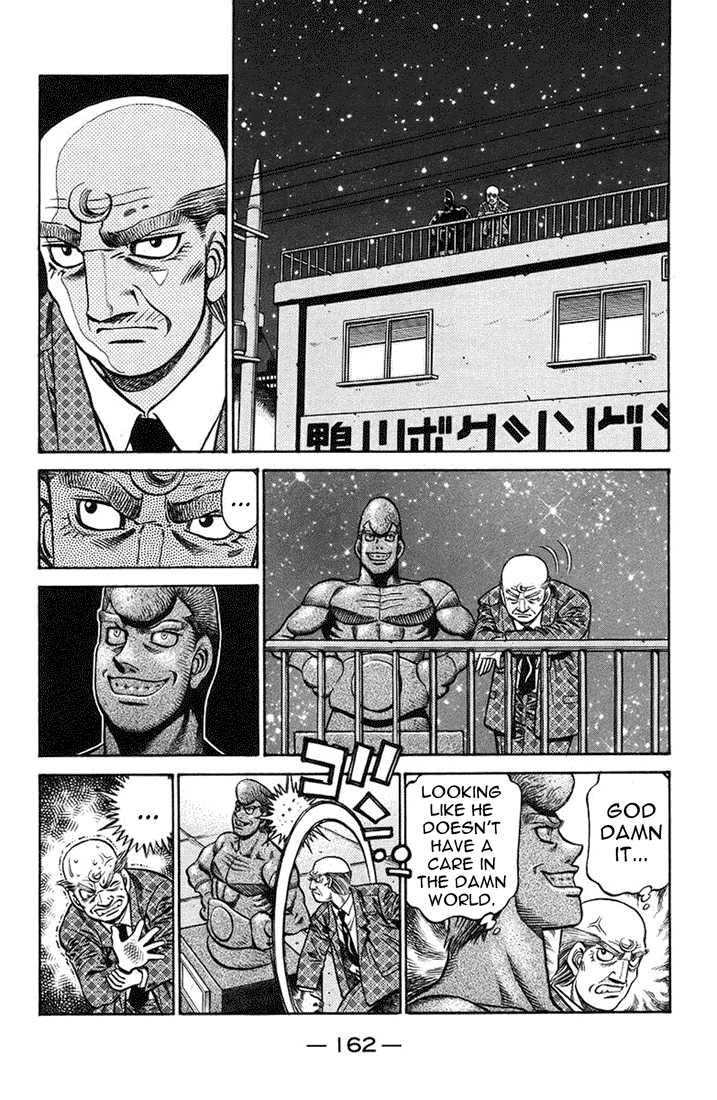 鴨川ボクシングジ
...
GOD
DAMN
IT...
LOOKING
LIKE HE
DOESN'T
HAVE A
CARE IN
THE DAMN
WORLD.
ゴン
...
— 162 —